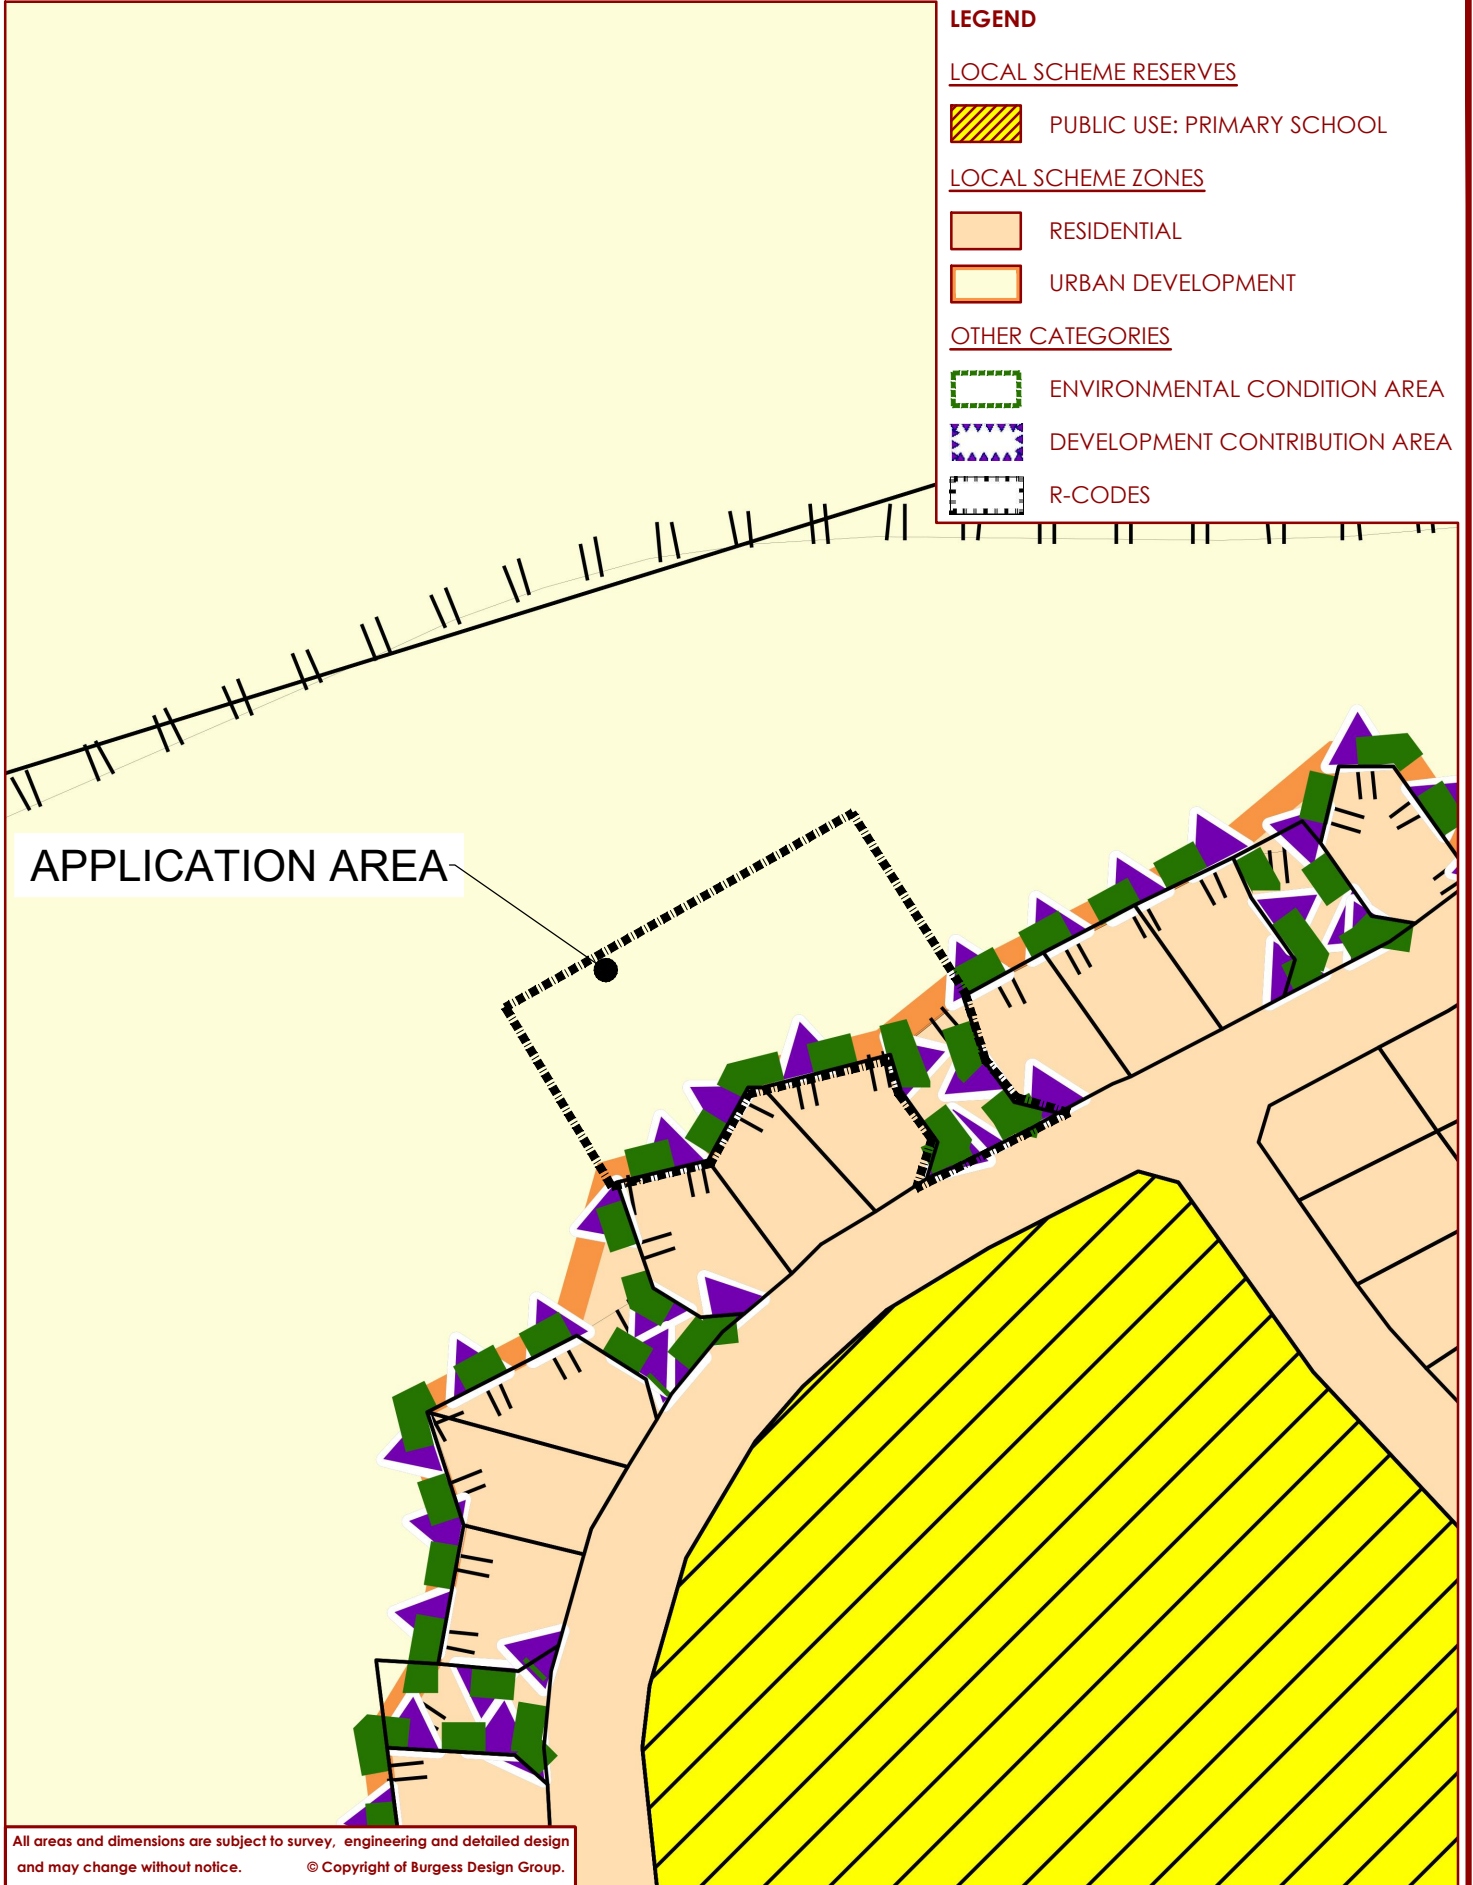 LEGEND
LOCAL SCHEME RESERVES
PUBLIC USE: PRIMARY SCHOOL
LOCAL SCHEME ZONES
RESIDENTIAL
URBAN DEVELOPMENT
OTHER CATEGORIES
ENVIRONMENTAL CONDITION AREA
DEVELOPMENT CONTRIBUTION AREA
R-CODES
APPLICATION AREA
All areas and dimensions are subject to survey, engineering and detailed design
and may change without notice. © Copyright of Burgess Design Group.